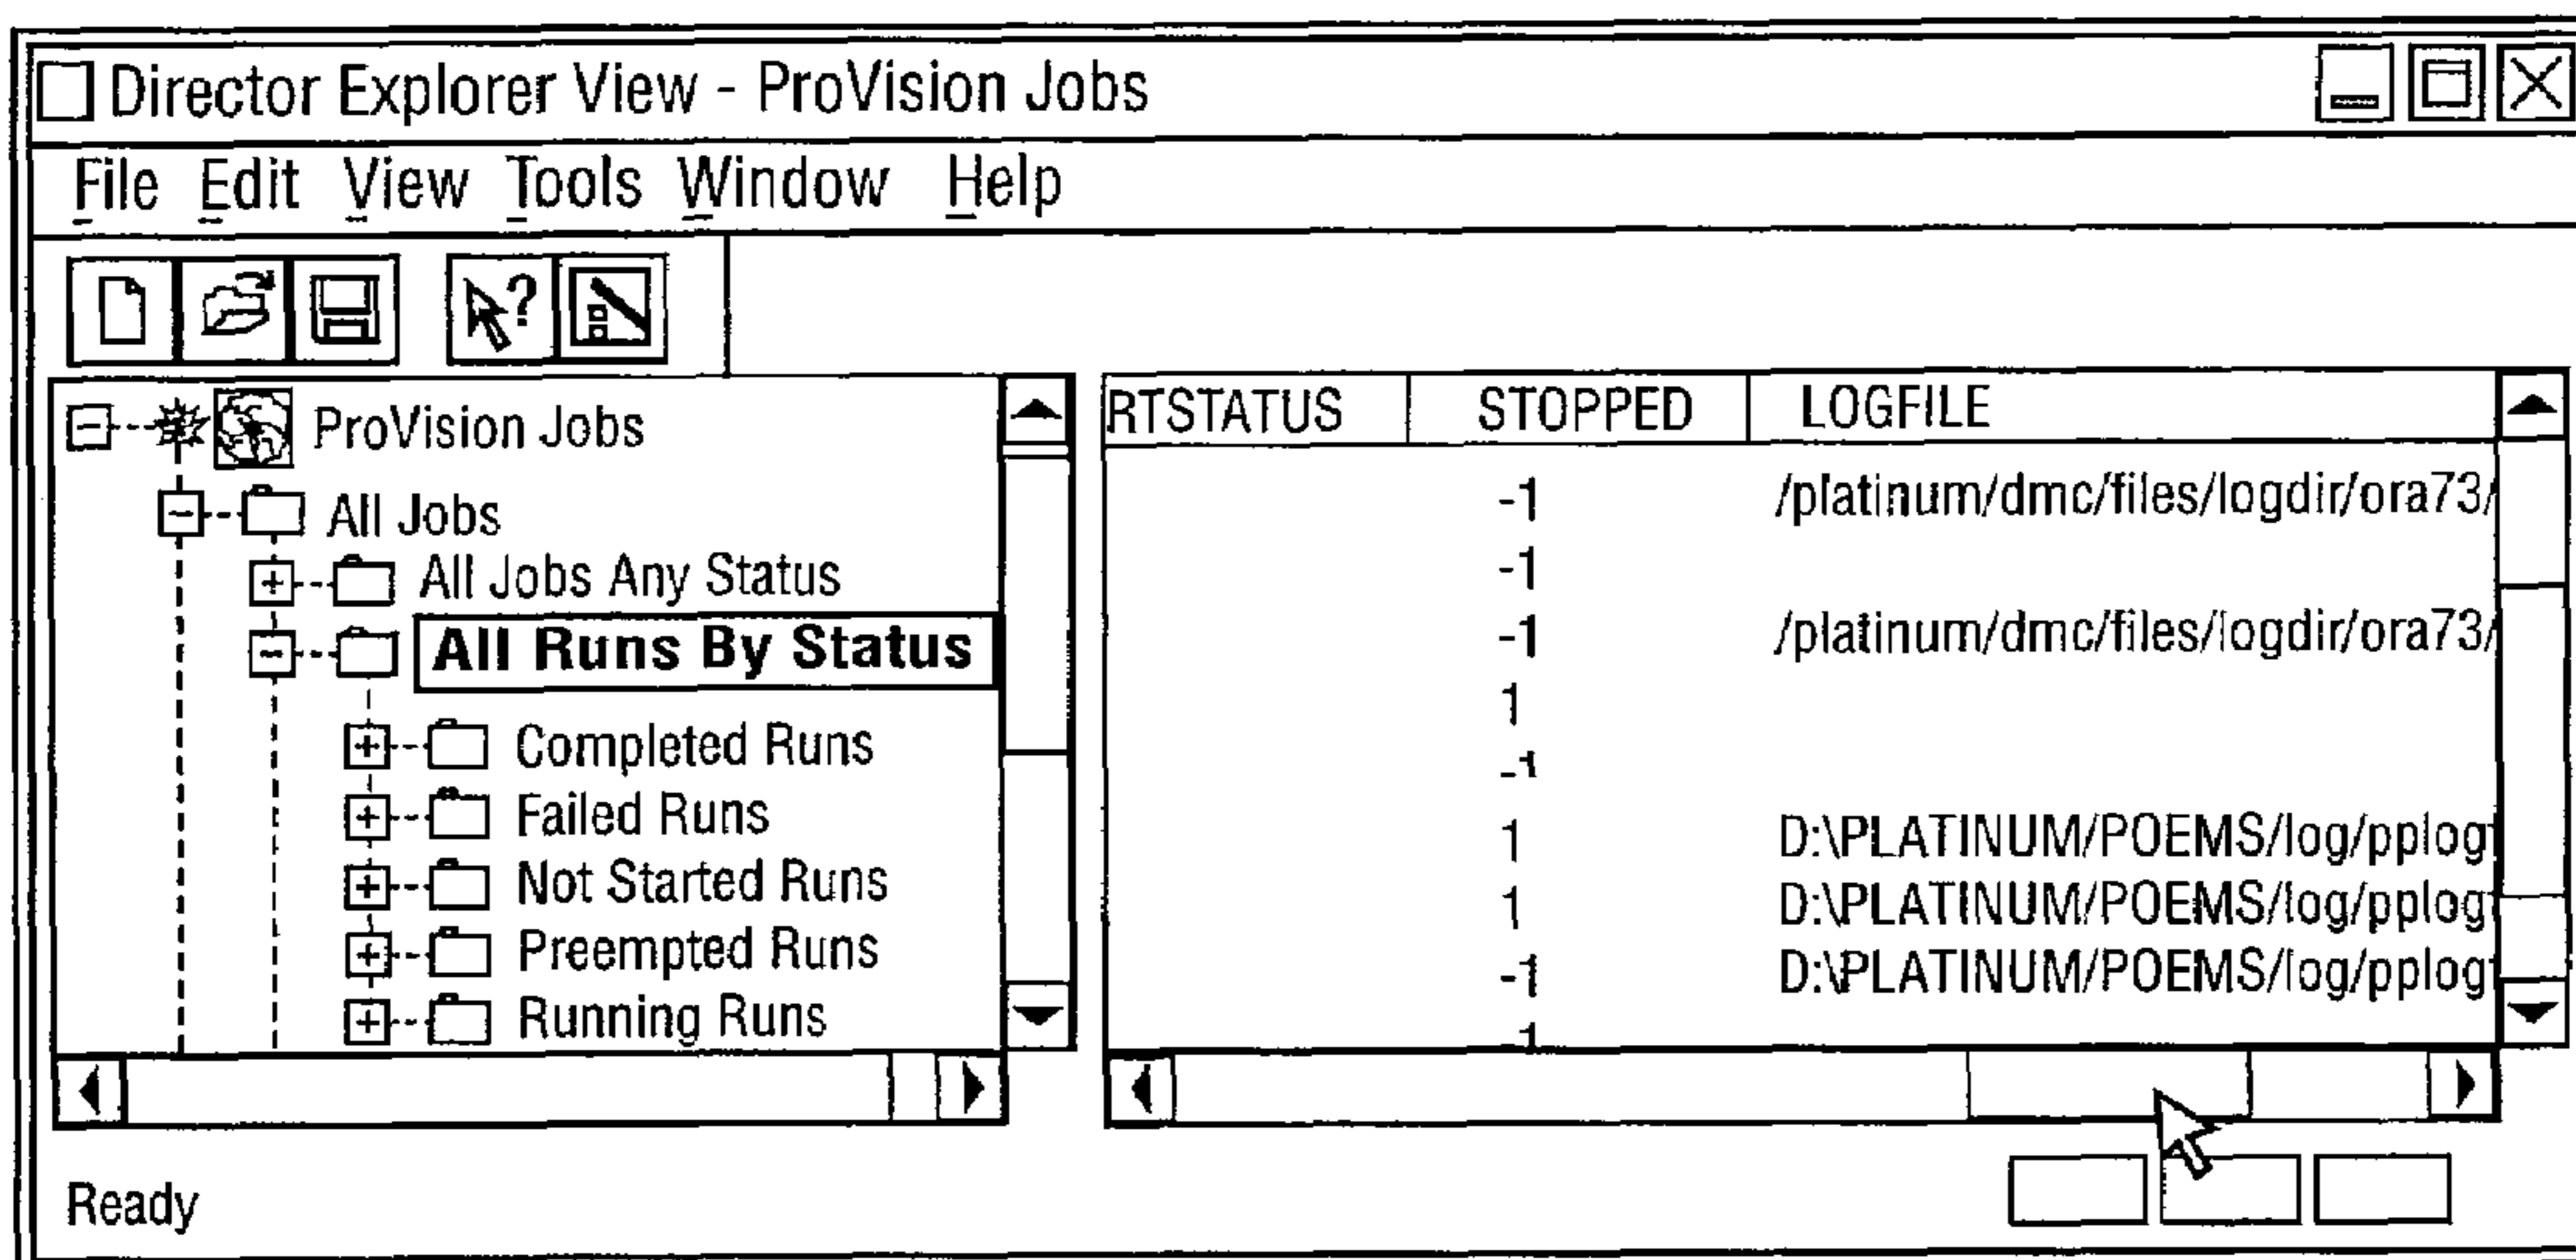 Director Explorer View - ProVision Jobs
File Edit View Tools Window Help
ProVision Jobs
All Jobs
All Jobs Any Status
All Runs By Status
Completed Runs
Failed Runs
Not Started Runs
Preempted Runs
Running Runs
RTSTATUS STOPPED LOGFILE
-1 /platinum/dmc/files/logdir/ora73/
-1
-1 /platinum/dmc/files/logdir/ora73/
1
-1
1 D:\PLATINUM/POEMS/log/pplog
1 D:\PLATINUM/POEMS/log/pplog
-1 D:\PLATINUM/POEMS/log/pplog
Ready